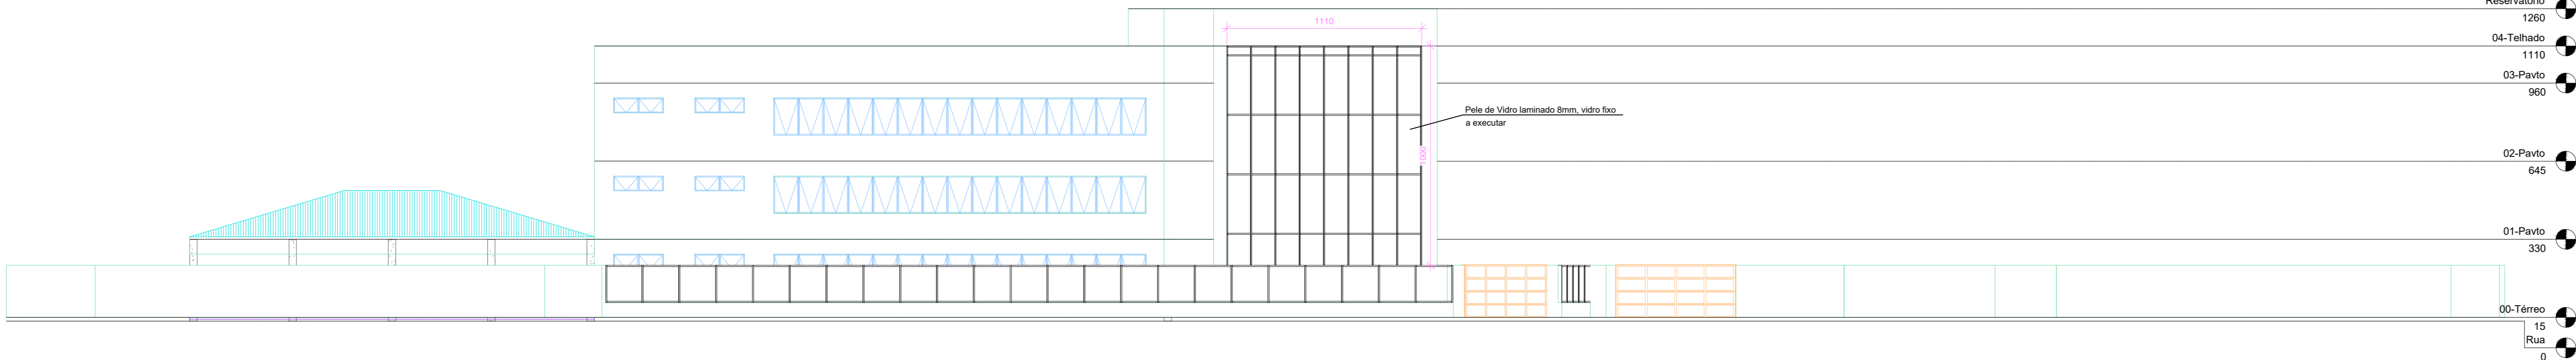 Reservatório
1260
1110
04-Telhado
1110
03-Pavto
960
Pele de Vidro laminado 8mm, vidro fixo
a executar
1000
02-Pavto
645
01-Pavto
330
00-Térreo
15
Rua
0